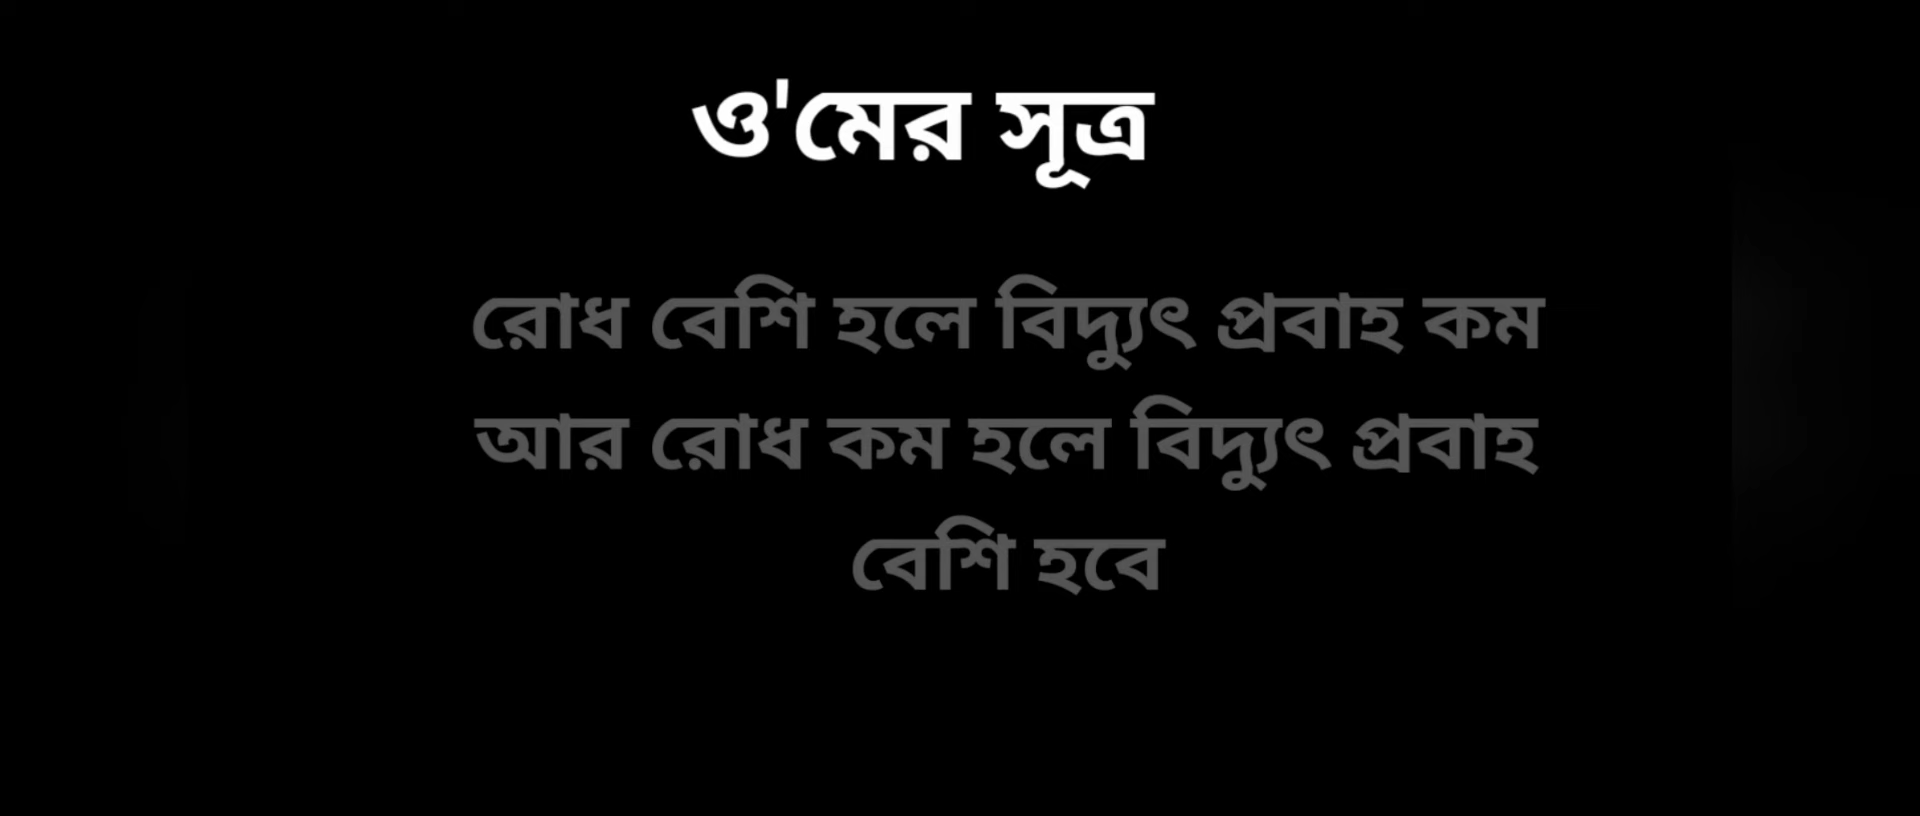 ও'মের সূত্র
রোধ বেশি হলে বিদ্যুৎ প্রবাহ কম
আর রোধ কম হলে বিদ্যুৎ প্রবাহ
বেশি হবে